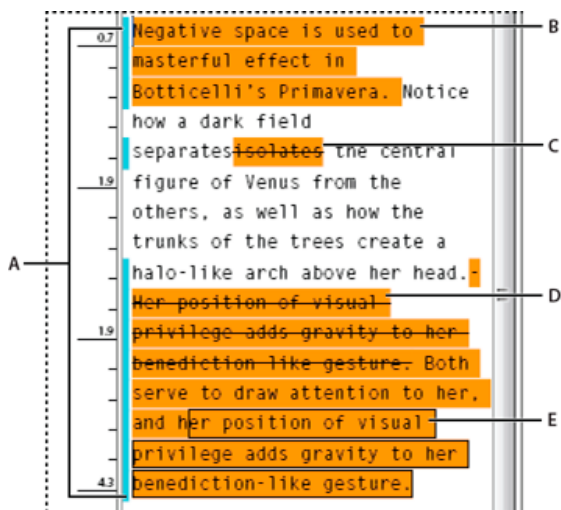 0.7
Negative space is used to
masterful effect in
Botticelli's Primavera. Notice
how a dark field
separatesisolates the central
1.9
figure of Venus from the
others, as well as how the
trunks of the trees create a
halo-like arch above her head.-
Her position of visual
1.9
privilege adds gravity to her
benediction like gesture. Both
serve to draw attention to her,
and her position of visual
privilege adds gravity to her
4.3
benediction-like gesture.
A
B
C
D
E